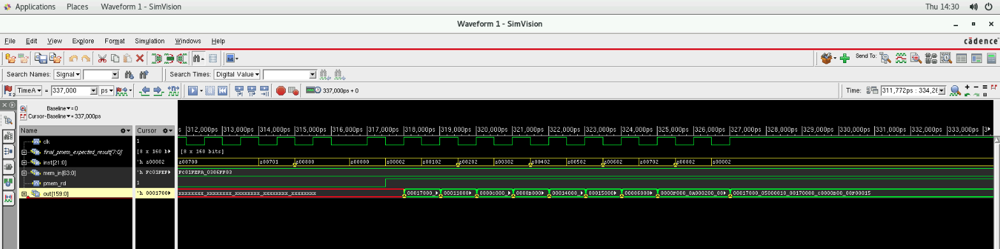 Applications Places Waveform 1 - SimVision Thu 14:30
Waveform 1 - SimVision
File Edit View Explore Format Simulation Windows Help cādence
Send To:
Search Names: Signal Search Times: Digital Value
TimeA = 337,000 ps 337,000ps + 0 Time: 311,772ps : 334,26
Baseline = 0
Cursor-Baseline = 337,000ps
Name Cursor s 312,000ps 313,000ps 314,000ps 315,000ps 316,000ps 317,000ps 318,000ps 319,000ps 320,000ps 321,000ps 322,000ps 323,000ps 324,000ps 325,000ps 326,000ps 327,000ps 328,000ps 329,000ps 330,000ps 331,000ps 332,000ps 333,000ps 3
clk 1
final_pmem_expected_result[7:0] [8 x 160 b [8 x 160 bits]
inst[21:0] 'h z00002 z00700 z00701 z00800 z00000 z00002 z00102 z00202 z00302 z00402 z00502 z00602 z00702 z00802 z00002
mem_in[63:0] 'h FC01FEF FC01FEFA_0306FF03
pmem_rd 1
out[159:0] 'h 0001700 xxxxxxxx_xxxxxxxx_xxxxxxxx_xxxxxxxx_xxxxxxxx 00017000_ 00011000 0000c000_ 00014000_ 00015000 00006000 00017000_05000010_00170000_c0000m00_00F00015